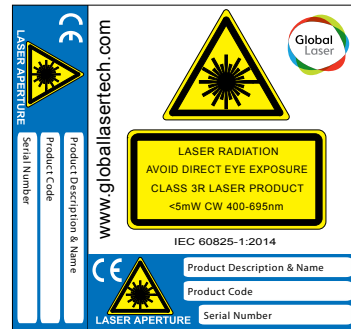 LASER APERTURE
CE
Serial Number
Product Code
Product Description & Name
www.globallasertech.com
Global
Laser
LASER RADIATION
AVOID DIRECT EYE EXPOSURE
CLASS 3R LASER PRODUCT
<5mW CW 400-695nm
IEC 60825-1:2014
CE
LASER APERTURE
Product Description & Name
Product Code
Serial Number